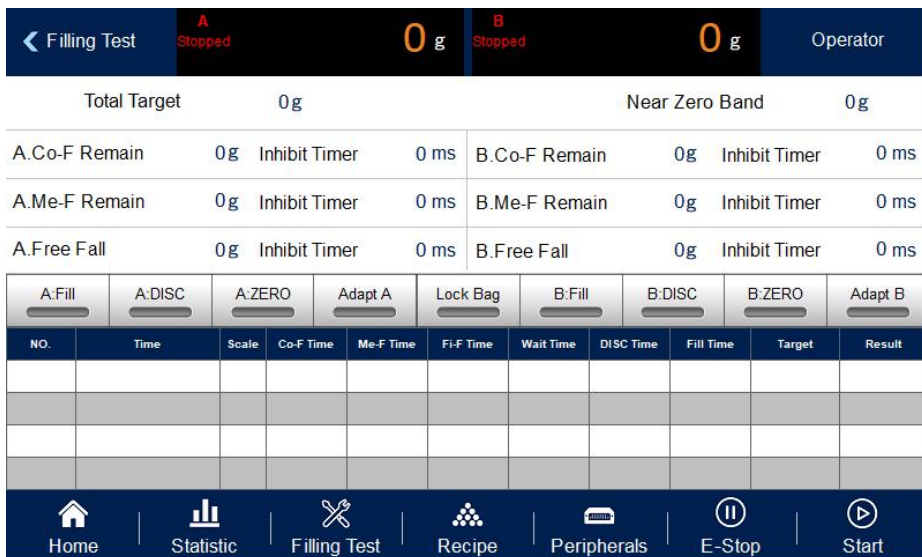 Filling Test A Stopped 0 g B Stopped 0 g Operator
Total Target 0g Near Zero Band 0g
A.Co-F Remain 0g Inhibit Timer 0 ms B.Co-F Remain 0g Inhibit Timer 0 ms
A.Me-F Remain 0g Inhibit Timer 0 ms B.Me-F Remain 0g Inhibit Timer 0 ms
A.Free Fall 0g Inhibit Timer 0 ms B.Free Fall 0g Inhibit Timer 0 ms
A:Fill A:DISC A:ZERO Adapt A Lock Bag B:Fill B:DISC B:ZERO Adapt B
NO. Time Scale Co-F Time Me-F Time Fi-F Time Wait Time DISC Time Fill Time Target Result
Home Statistic Filling Test Recipe Peripherals E-Stop Start